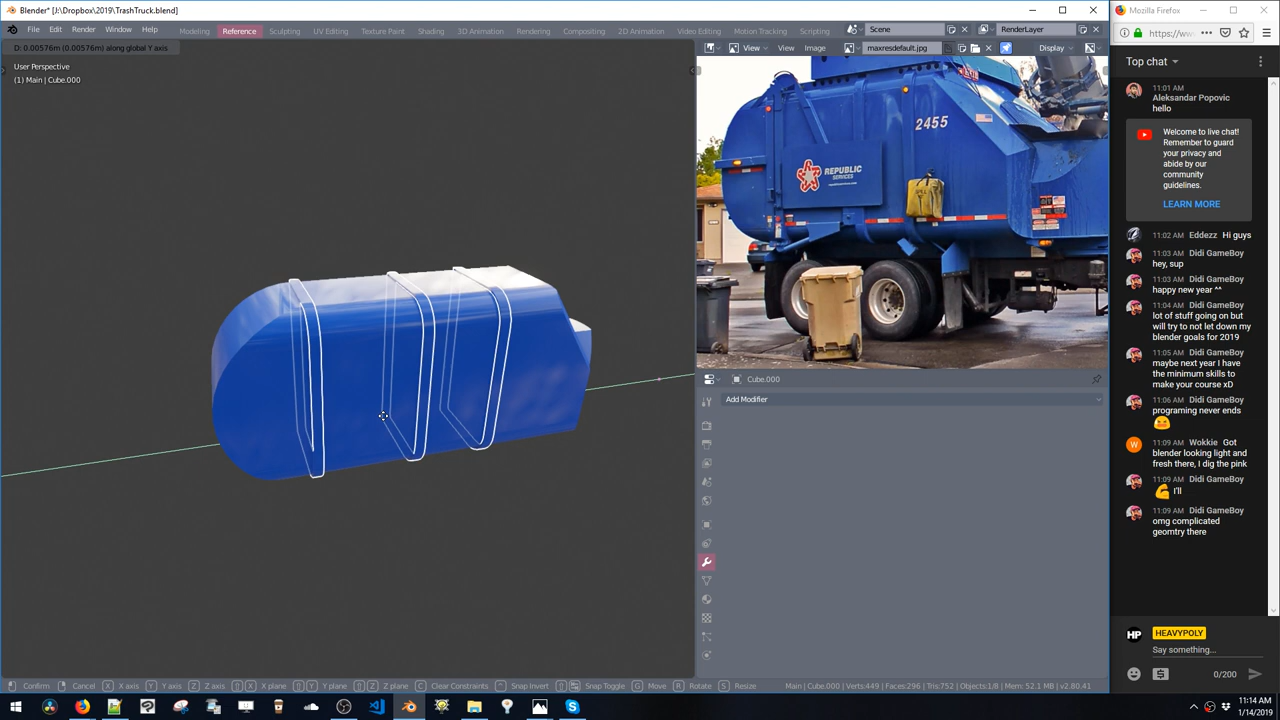 Blender* [J:\Dropbox\2019\TrashTruck.blend]
File Edit Render Window Help
Modeling Reference Sculpting UV Editing Texture Paint Shading 3D Animation Rendering Compositing 2D Animation Video Editing Motion Tracking Scripting
Scene
RenderLayer
D: 0.00576m (0.00576m) along global Y axis
User Perspective
(1) Main | Cube.000
View View Image maxresdefault.jpg Display
2455
REPUBLIC
SERVICES
Cube.000
Add Modifier
Confirm Cancel X axis Y axis Z axis X plane Y plane Z plane Clear Constraints Snap Invert Snap Toggle Move Rotate Resize
Main | Cube.000 | Verts:449 | Faces:296 | Tris:752 | Objects:1/8 | Mem: 52.1 MB | v2.80.41
Mozilla Firefox
https://ww
Top chat
11:01 AM
Aleksandar Popovic
hello
Welcome to live chat!
Remember to guard
your privacy and
abide by our
community
guidelines.
LEARN MORE
11:02 AM Eddezz Hi guys
11:03 AM Didi GameBoy
hey, sup
11:03 AM Didi GameBoy
happy new year ^^
11:04 AM Didi GameBoy
lot of stuff going on but
will try to not let down my
blender goals for 2019
11:05 AM Didi GameBoy
maybe next year I have
the minimum skills to
make your course xD
11:06 AM Didi GameBoy
programing never ends
11:09 AM Wokkie Got
blender looking light and
fresh there, I dig the pink
11:09 AM Didi GameBoy
I'll
11:09 AM Didi GameBoy
omg complicated
geomtry there
HP HEAVYPOLY
Say something...
0/200
11:14 AM
1/14/2019